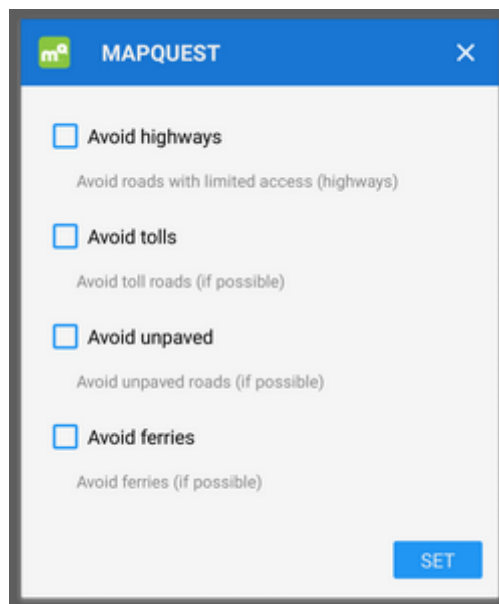 mq MAPQUEST
Avoid highways
Avoid roads with limited access (highways)
Avoid tolls
Avoid toll roads (if possible)
Avoid unpaved
Avoid unpaved roads (if possible)
Avoid ferries
Avoid ferries (if possible)
SET